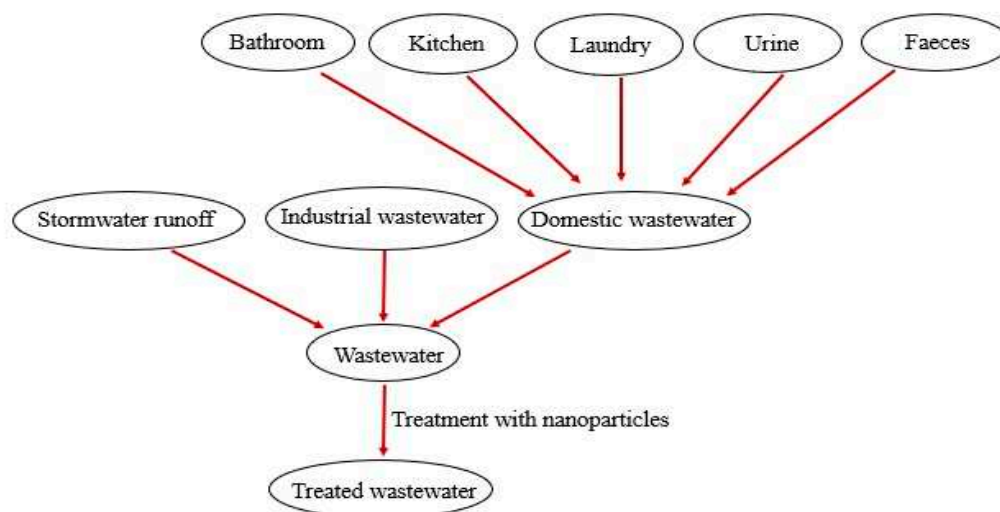 Bathroom
Kitchen
Laundry
Urine
Faeces
Stormwater runoff
Industrial wastewater
Domestic wastewater
Wastewater
Treatment with nanoparticles
Treated wastewater